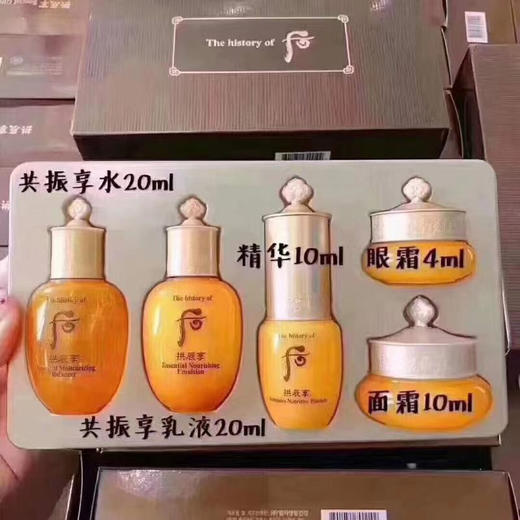 The history of 后
共振享水20ml
精华10ml
眼霜4ml
The history of
后
拱辰享
The history of
后
拱辰享
Essential Nourishing
Emulsion
The history of
后
拱辰享
面霜10ml
共振享乳液20ml